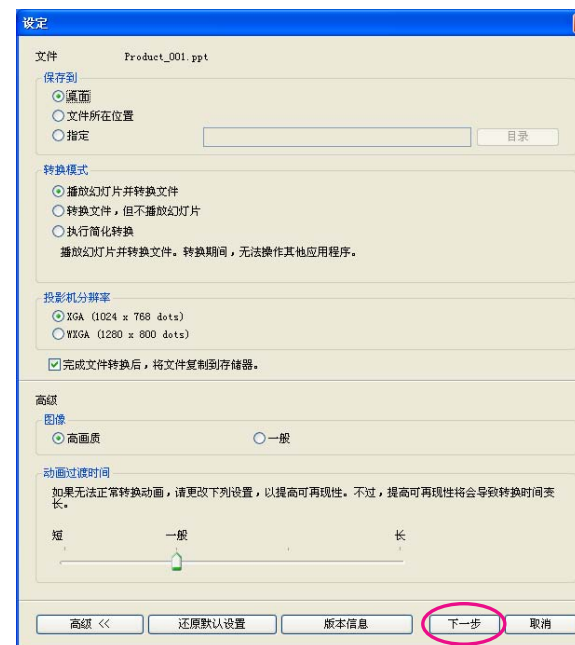 设定
文件 Product_001.ppt
保存到
桌面
文件所在位置
指定 目录
转换模式
播放幻灯片并转换文件
转换文件，但不播放幻灯片
执行简化转换
播放幻灯片并转换文件。转换期间，无法操作其他应用程序。
投影机分辨率
XGA (1024 x 768 dots)
WXGA (1280 x 800 dots)
完成文件转换后，将文件复制到存储器。
高级
图像
高画质 一般
动画过渡时间
如果无法正常转换动画，请更改下列设置，以提高可再现性。不过，提高可再现性将会导致转换时间变
长。
短 一般 长
高级 << 还原默认设置 版本信息 下一步 取消